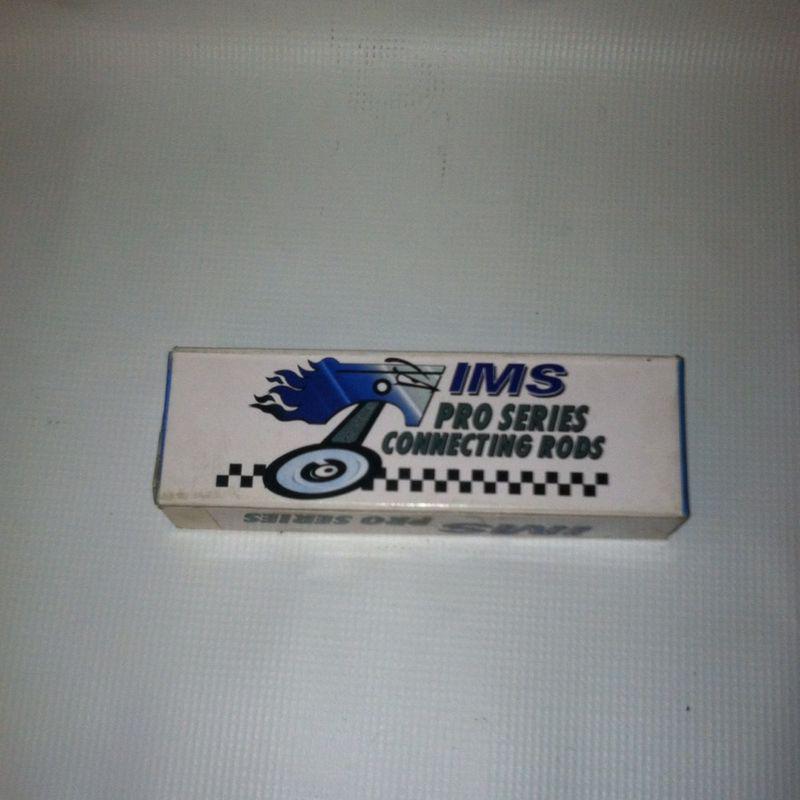 IMS
PRO SERIES
CONNECTING RODS
IMS PRO SERIES